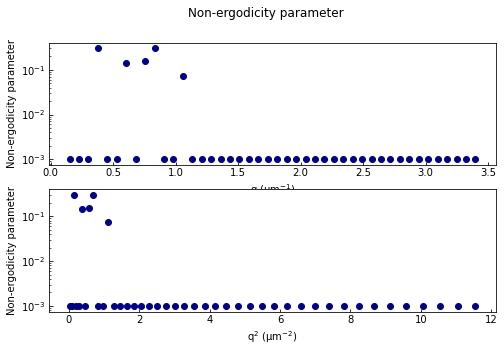 Non-ergodicity parameter
Non-ergodicity parameter
10⁻¹
10⁻²
10⁻³
0.0 0.5 1.0 1.5 2.0 2.5 3.0 3.5
q (μm⁻¹)
Non-ergodicity parameter
10⁻¹
10⁻²
10⁻³
0 2 4 6 8 10 12
q² (μm⁻²)